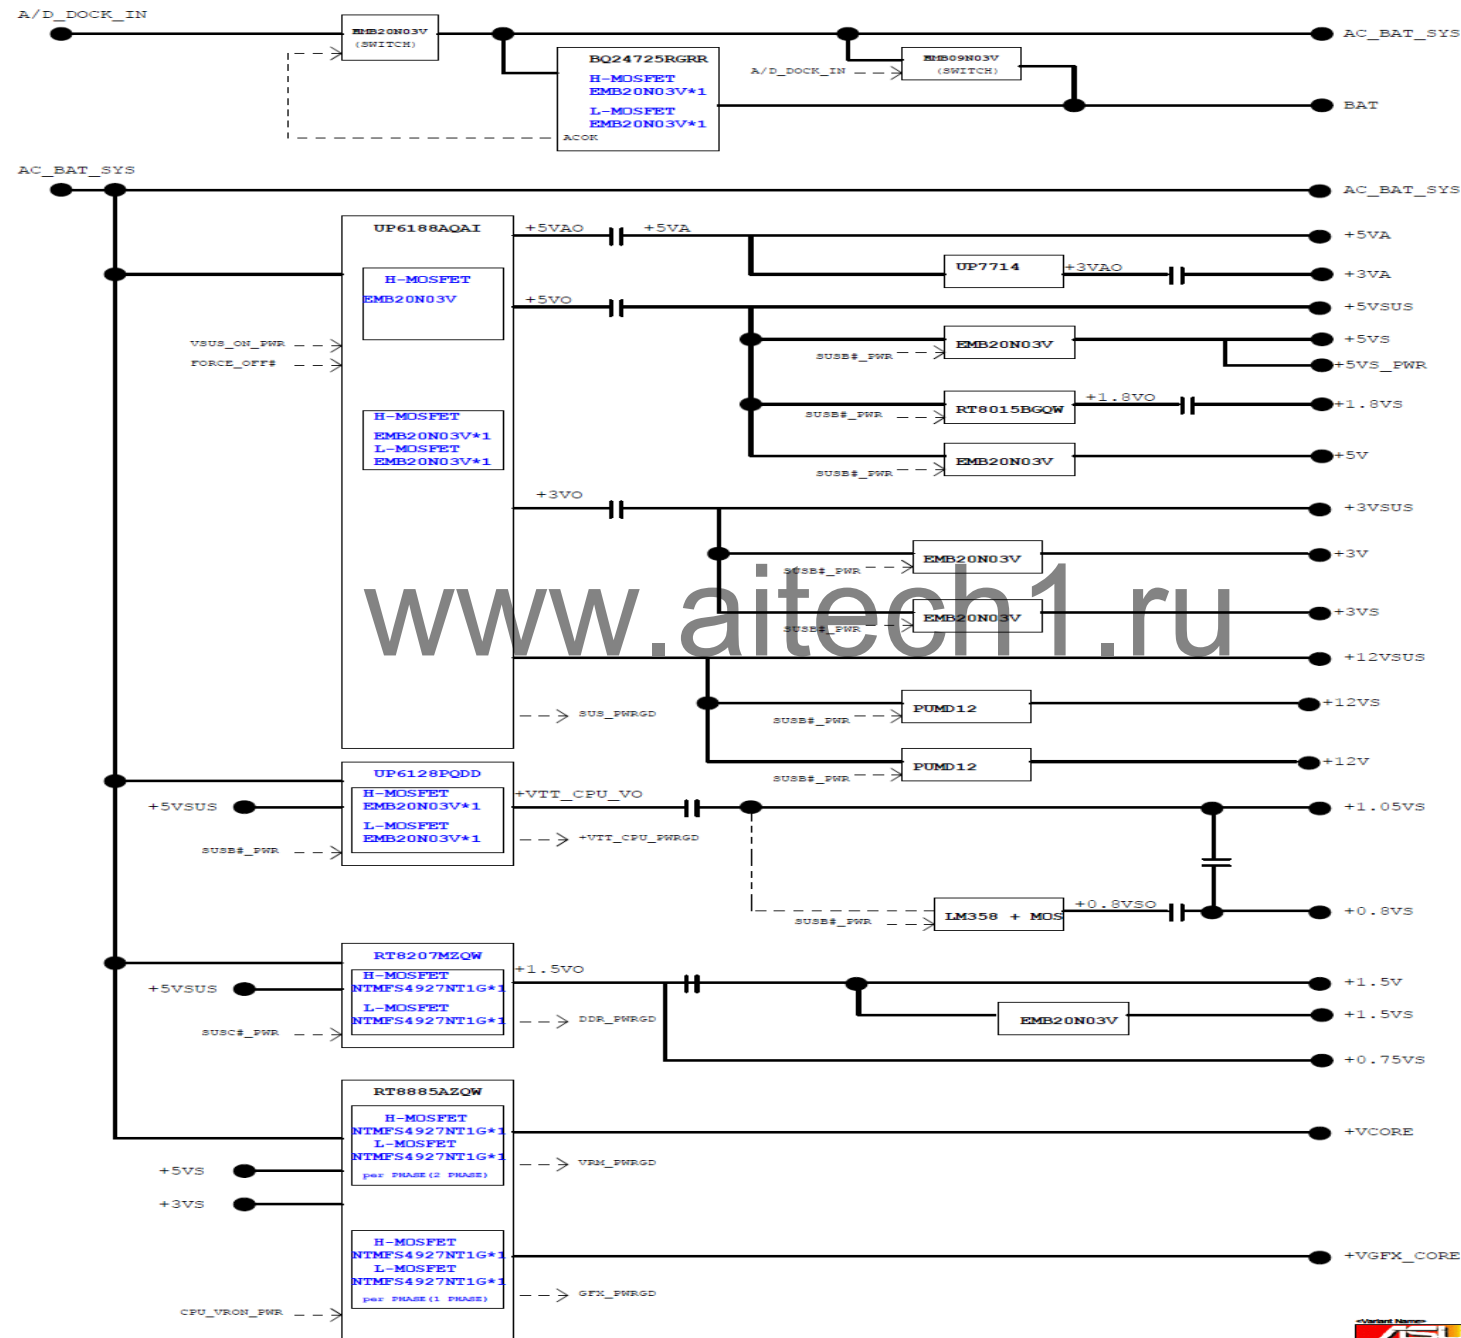 A/D_DOCK_IN
EMB20N03V
(SWITCH)
AC_BAT_SYS
BQ24725RGRR
H-MOSFET
EMB20N03V*1
L-MOSFET
EMB20N03V*1
ACOK
A/D_DOCK_IN
EMB09N03V
(SWITCH)
BAT
AC_BAT_SYS
AC_BAT_SYS
UP6188AQAI
+5VAO
+5VA
+5VA
H-MOSFET
EMB20N03V
UP7714
+3VAO
+3VA
+5VO
+5VSUS
VSUS_ON_PWR
FORCE_OFF#
SUSB#_PWR
EMB20N03V
+5VS
+5VS_PWR
H-MOSFET
EMB20N03V*1
L-MOSFET
EMB20N03V*1
SUSB#_PWR
RT8015BGQW
+1.8VO
+1.8VS
SUSB#_PWR
EMB20N03V
+5V
+3VO
+3VSUS
SUSB#_PWR
EMB20N03V
+3V
www.aitech1.ru
SUSB#_PWR
EMB20N03V
+3VS
+12VSUS
SUS_PWRGD
SUSB#_PWR
PUMD12
+12VS
SUSB#_PWR
PUMD12
+12V
UP6128PQDD
+5VSUS
H-MOSFET
EMB20N03V*1
L-MOSFET
EMB20N03V*1
SUSB#_PWR
+VTT_CPU_VO
+VTT_CPU_PWRGD
+1.05VS
SUSB#_PWR
LM358 + MOS
+0.8VSO
+0.8VS
RT8207MZQW
+5VSUS
H-MOSFET
NTMFS4927NT1G*1
L-MOSFET
NTMFS4927NT1G*1
SUSC#_PWR
+1.5VO
DDR_PWRGD
+1.5V
EMB20N03V
+1.5VS
+0.75VS
RT8885AZQW
H-MOSFET
NTMFS4927NT1G*1
L-MOSFET
NTMFS4927NT1G*1
per PHASE(2 PHASE)
+VCORE
VRM_PWRGD
+5VS
+3VS
H-MOSFET
NTMFS4927NT1G*1
L-MOSFET
NTMFS4927NT1G*1
per PHASE(1 PHASE)
+VGFX_CORE
GFX_PWRGD
CPU_VRON_PWR
<Variant Name>